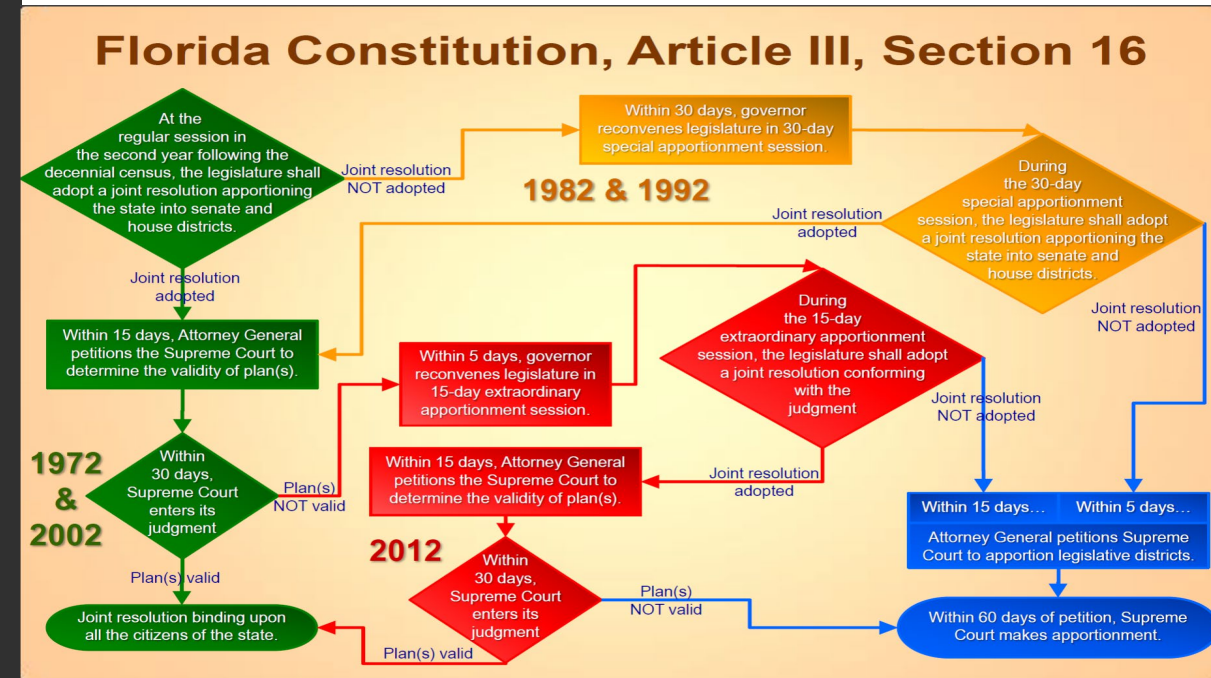 Florida Constitution, Article III, Section 16
At the
regular session in
the second year following the
decennial census, the legislature shall
adopt a joint resolution apportioning
the state into senate and
house districts.
Joint resolution
NOT adopted
Within 30 days, governor
reconvenes legislature in 30-day
special apportionment session.
1982 & 1992
During
the 30-day
special apportionment
session, the legislature shall adopt
a joint resolution apportioning the
state into senate and
house districts.
Joint resolution
adopted
Joint resolution
NOT adopted
Joint resolution
adopted
Within 15 days, Attorney General
petitions the Supreme Court to
determine the validity of plan(s).
Within 5 days, governor
reconvenes legislature in
15-day extraordinary
apportionment session.
During
the 15-day
extraordinary apportionment
session, the legislature shall adopt
a joint resolution conforming
with the
judgment
Joint resolution
NOT adopted
1972
&
2002
Within
30 days,
Supreme Court
enters its
judgment
Plan(s)
NOT valid
Within 15 days, Attorney General
petitions the Supreme Court to
determine the validity of plan(s).
Joint resolution
adopted
Within 15 days…
Within 5 days…
Attorney General petitions Supreme
Court to apportion legislative districts.
2012
Within
30 days,
Supreme Court
enters its
judgment
Plan(s)
NOT valid
Plan(s) valid
Joint resolution binding upon
all the citizens of the state.
Plan(s) valid
Within 60 days of petition, Supreme
Court makes apportionment.